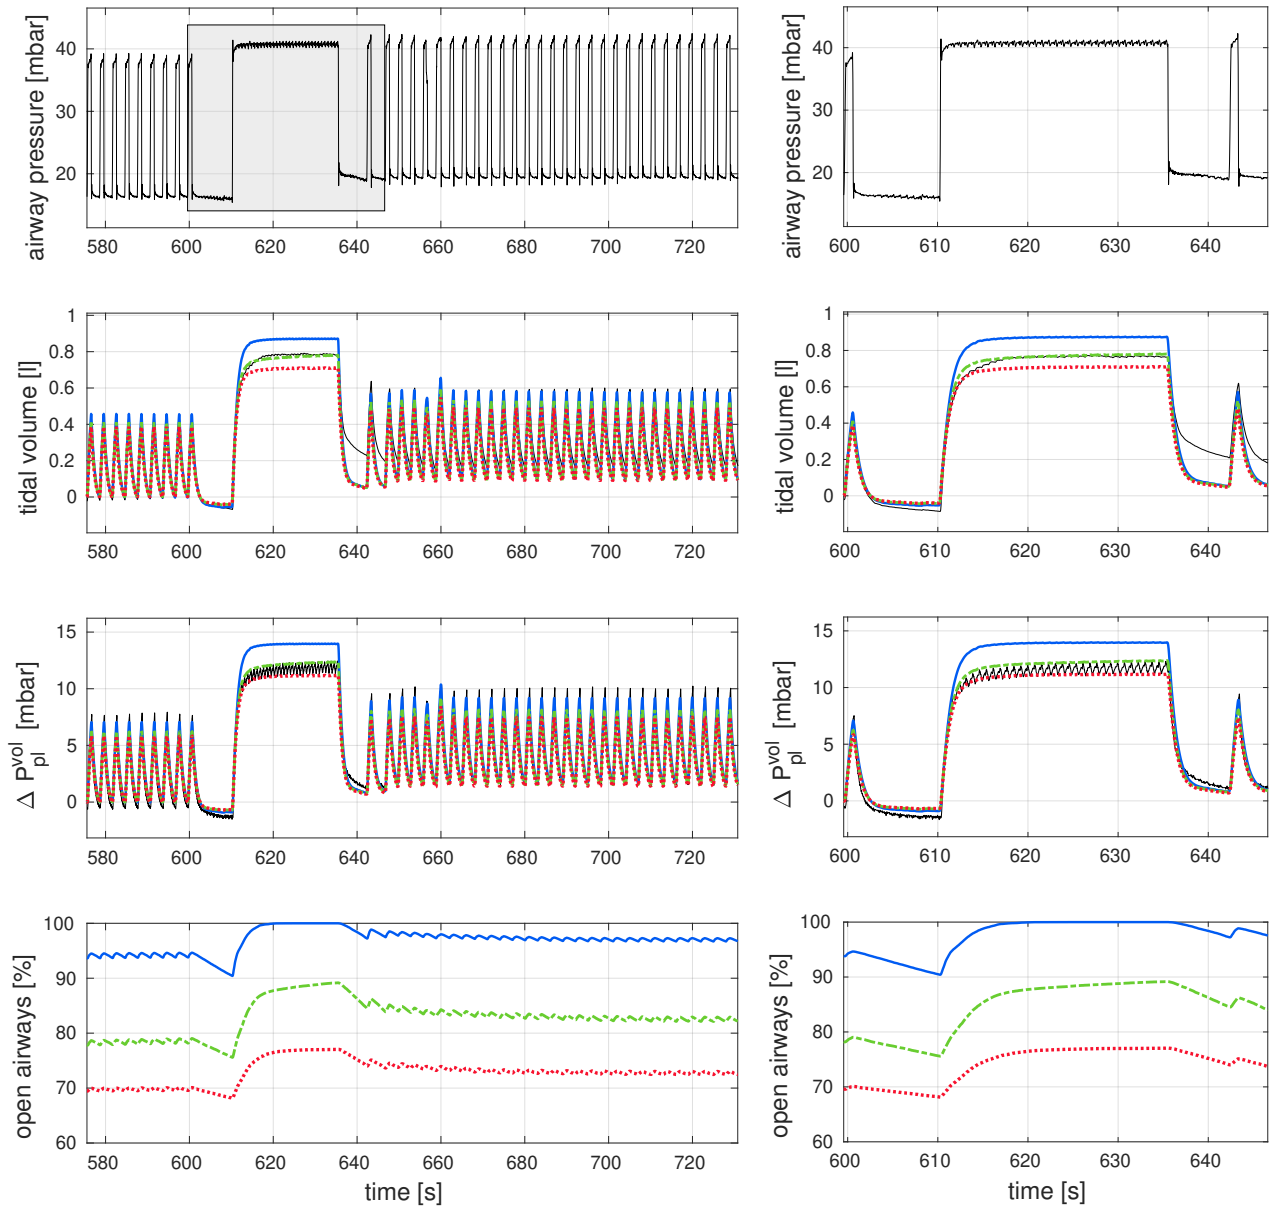 airway pressure [mbar]
40
30
20
580 600 620 640 660 680 700 720
airway pressure [mbar]
40
30
20
600 610 620 630 640
tidal volume [l]
1
0.8
0.6
0.4
0.2
0
580 600 620 640 660 680 700 720
tidal volume [l]
1
0.8
0.6
0.4
0.2
0
600 610 620 630 640
Δ P_pl^vol [mbar]
15
10
5
0
580 600 620 640 660 680 700 720
Δ P_pl^vol [mbar]
15
10
5
0
600 610 620 630 640
open airways [%]
100
90
80
70
60
580 600 620 640 660 680 700 720
time [s]
open airways [%]
100
90
80
70
60
600 610 620 630 640
time [s]